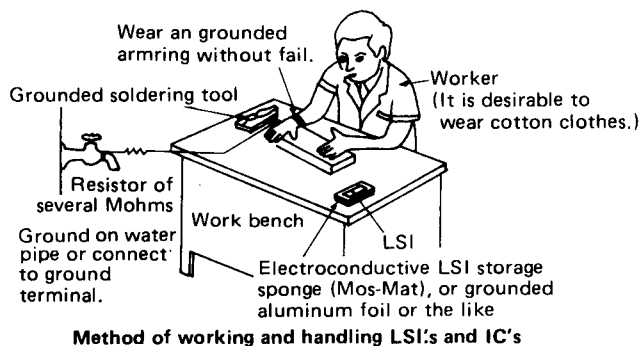 Wear an grounded
armring without fail.
Worker
(It is desirable to
wear cotton clothes.)
Grounded soldering tool
Resistor of
several Mohms
Work bench
LSI
Ground on water
pipe or connect
to ground
terminal.
Electroconductive LSI storage
sponge (Mos-Mat), or grounded
aluminum foil or the like
Method of working and handling LSI's and IC's